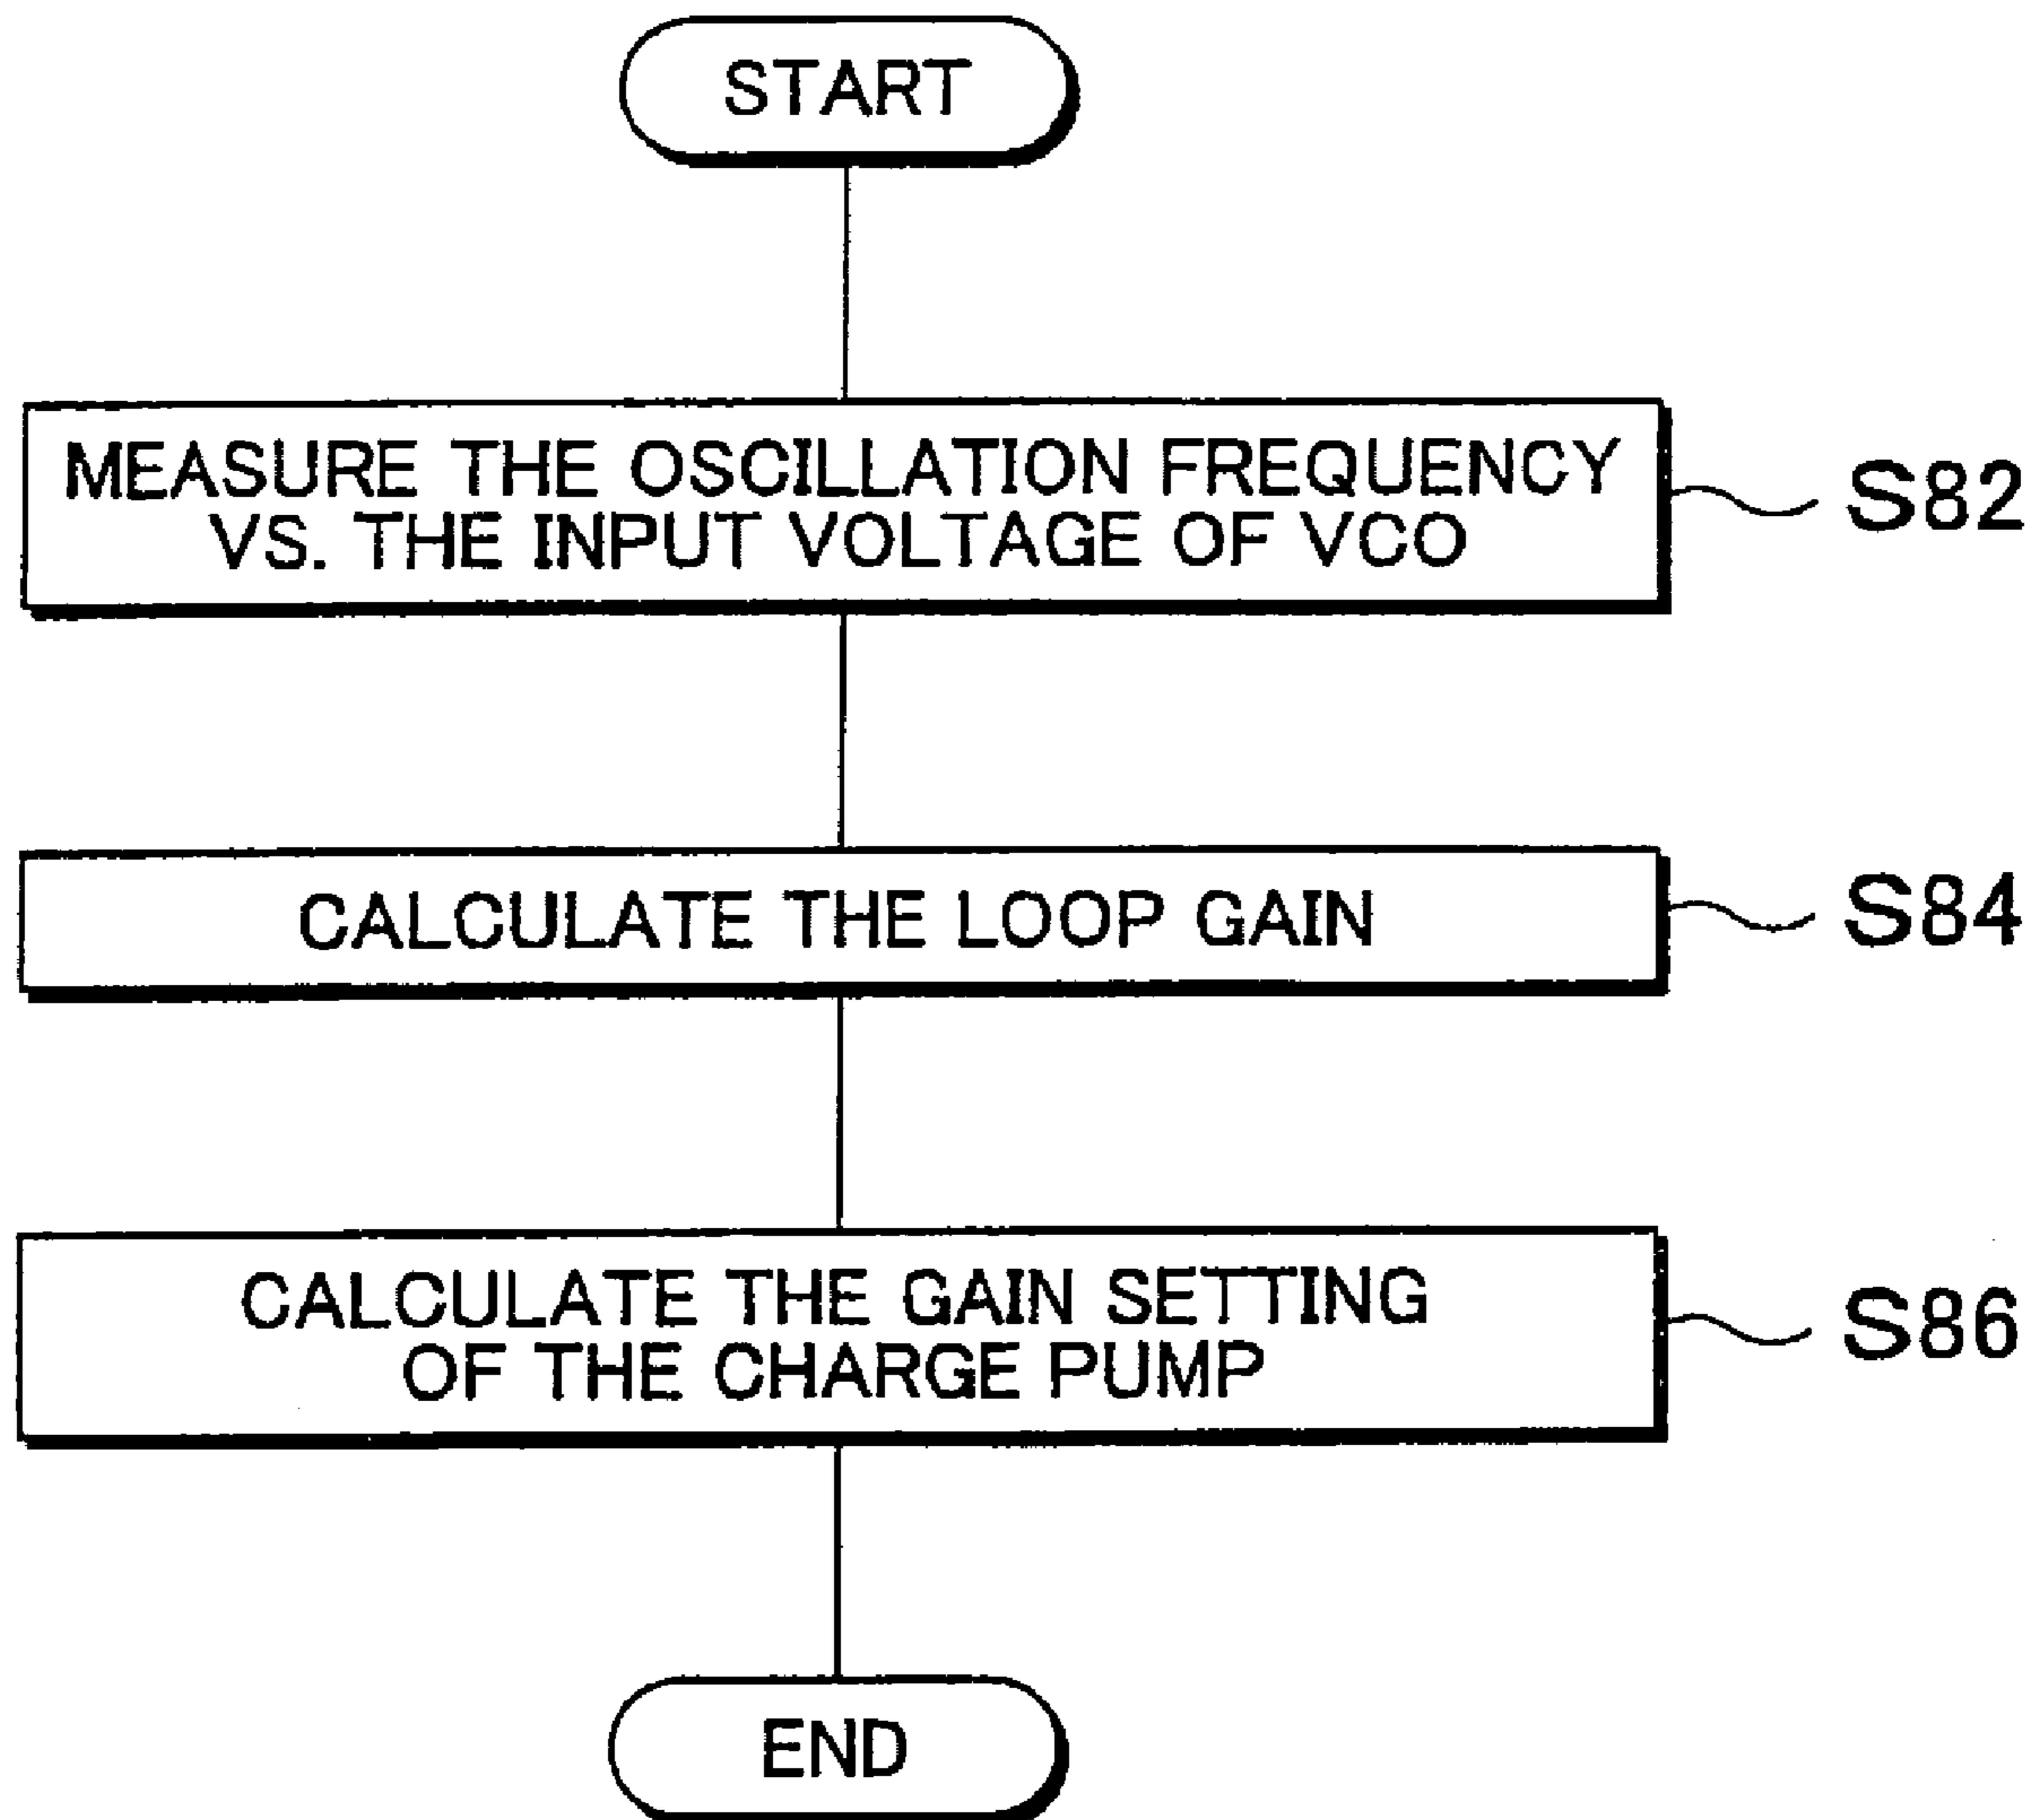 START
MEASURE THE OSCILLATION FREQUENCY
VS. THE INPUT VOLTAGE OF VCO
S82
CALCULATE THE LOOP GAIN
S84
CALCULATE THE GAIN SETTING
OF THE CHARGE PUMP
S86
END